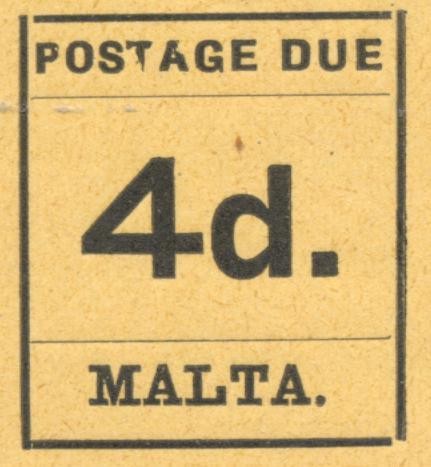 POSTAGE DUE
4d.
MALTA.